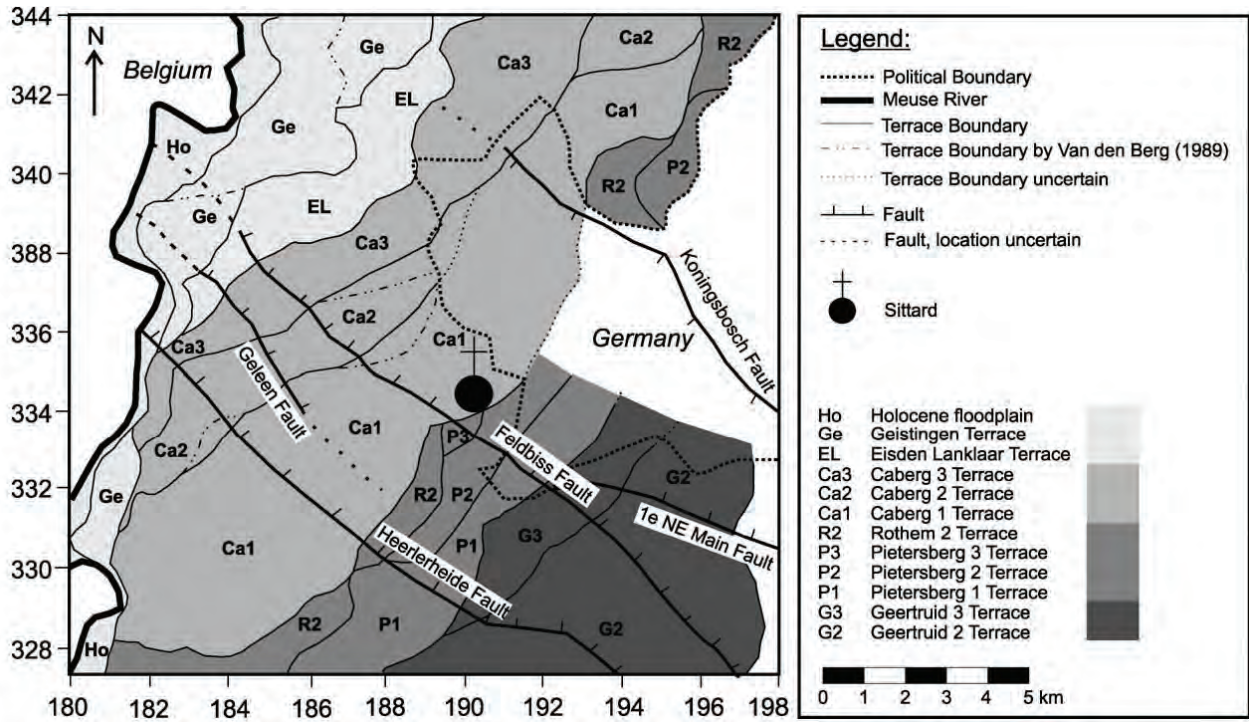 344
342
340
388
336
334
332
330
328
180
182
184
186
188
190
192
194
196
198
N
Belgium
Germany
Ge
Ge
EL
Ca3
Ca2
R2
Ca1
Ho
P2
R2
EL
Ge
Ca3
Ca2
Ca1
Ca3
Ca1
P3
Ca2
R2
P2
G2
Ge
Ca1
P1
G3
R2
P1
G2
Ho
Koningsbosch Fault
Geleen Fault
Feldbiss Fault
1e NE Main Fault
Heerlerheide Fault
Legend:
Political Boundary
Meuse River
Terrace Boundary
Terrace Boundary by Van den Berg (1989)
Terrace Boundary uncertain
Fault
Fault, location uncertain
Sittard
Ho Holocene floodplain
Ge Geistingen Terrace
EL Eisden Lanklaar Terrace
Ca3 Caberg 3 Terrace
Ca2 Caberg 2 Terrace
Ca1 Caberg 1 Terrace
R2 Rothem 2 Terrace
P3 Pietersberg 3 Terrace
P2 Pietersberg 2 Terrace
P1 Pietersberg 1 Terrace
G3 Geertruid 3 Terrace
G2 Geertruid 2 Terrace
0 1 2 3 4 5 km